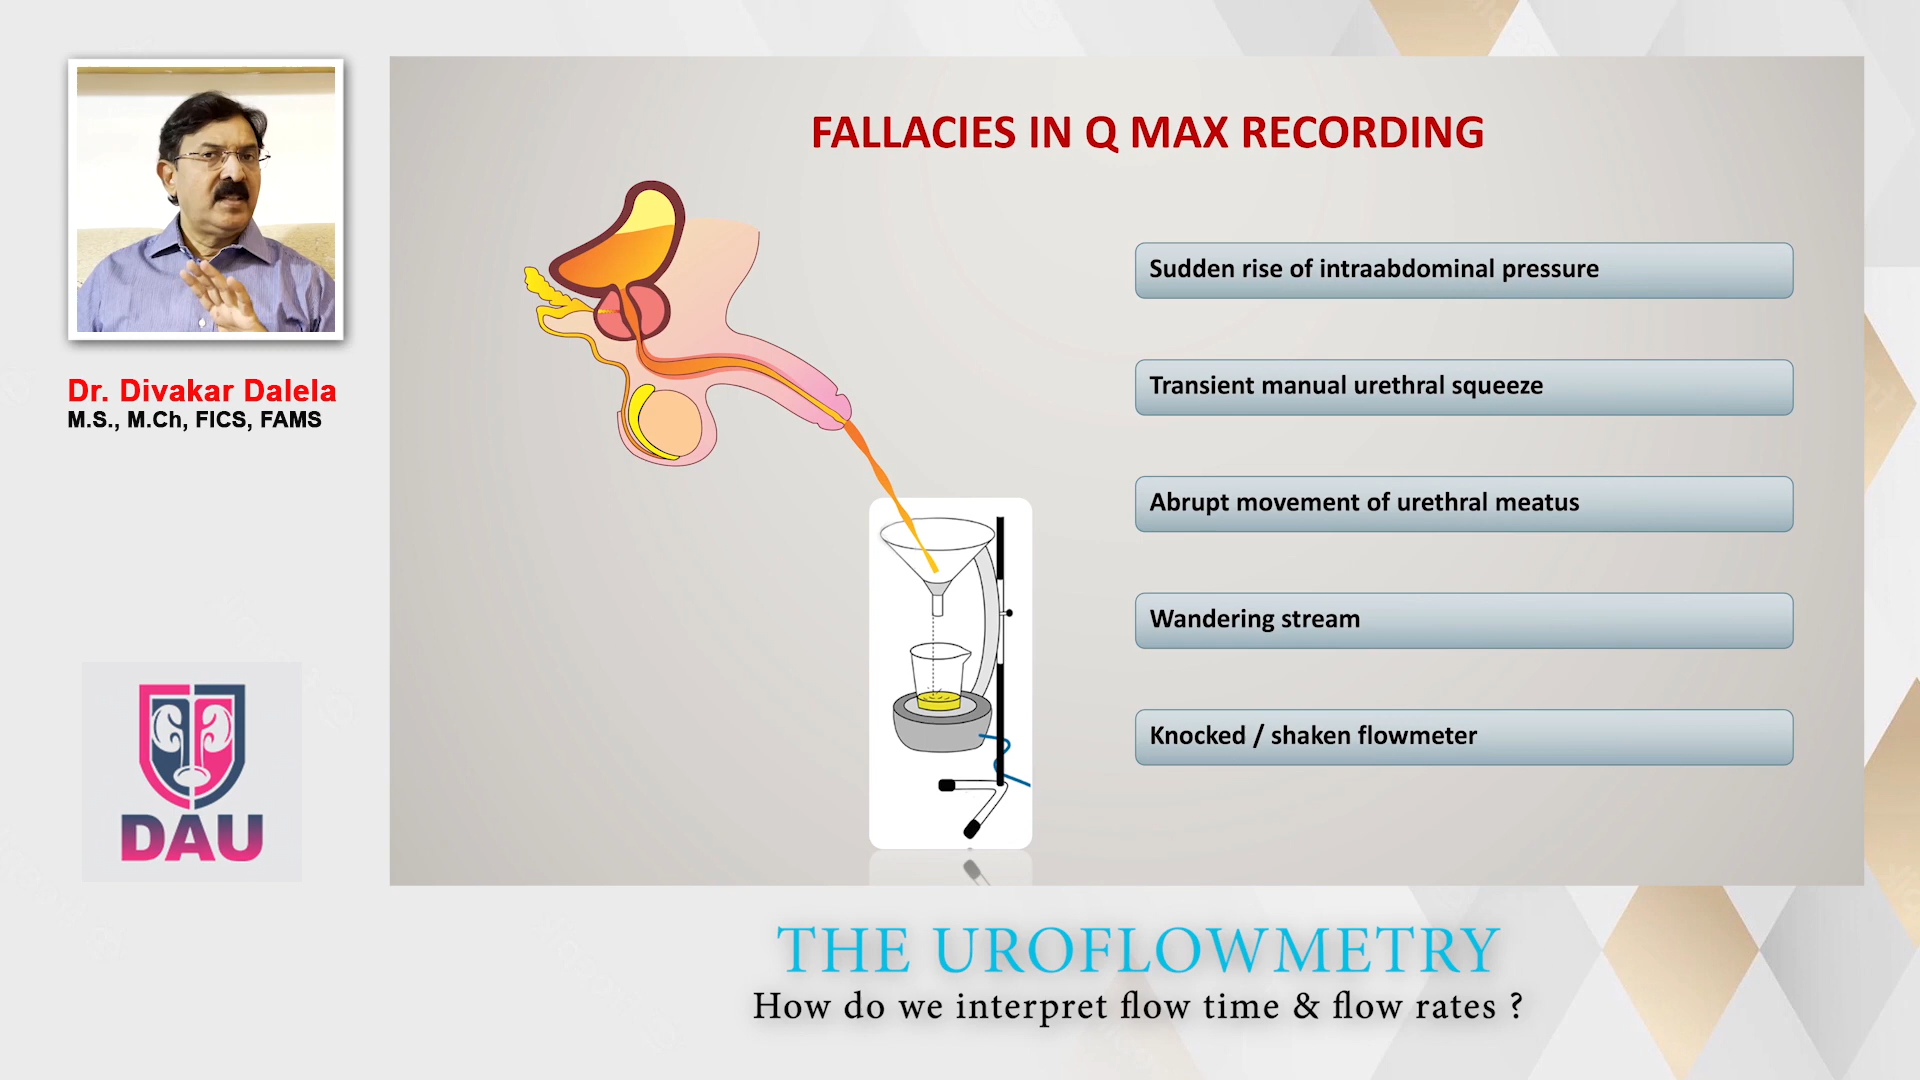 FALLACIES IN Q MAX RECORDING
Sudden rise of intraabdominal pressure
Transient manual urethral squeeze
Abrupt movement of urethral meatus
Wandering stream
Knocked / shaken flowmeter
Dr. Divakar Dalela
M.S., M.Ch, FICS, FAMS
DAU
THE UROFLOWMETRY
How do we interpret flow time & flow rates ?